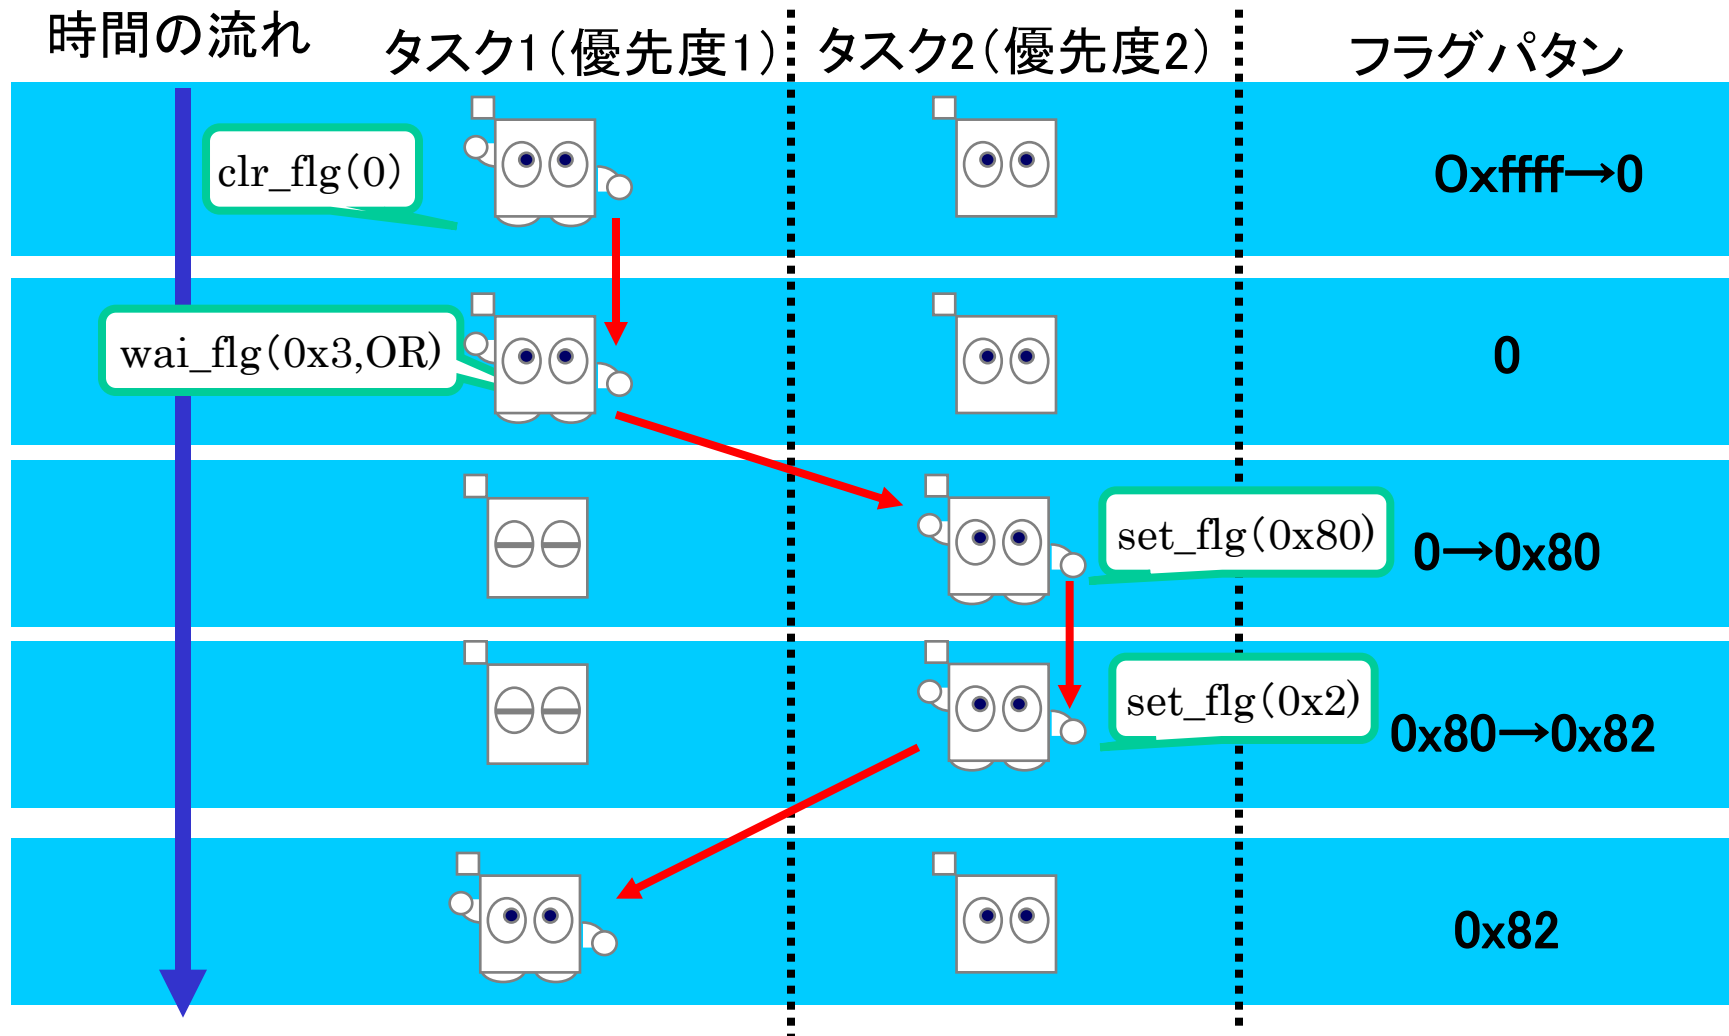 時間の流れ
タスク1(優先度1)
タスク2(優先度2)
フラグパタン
clr_flg(0)
0xffff→0
wai_flg(0x3,OR)
0
set_flg(0x80)
0→0x80
set_flg(0x2)
0x80→0x82
0x82